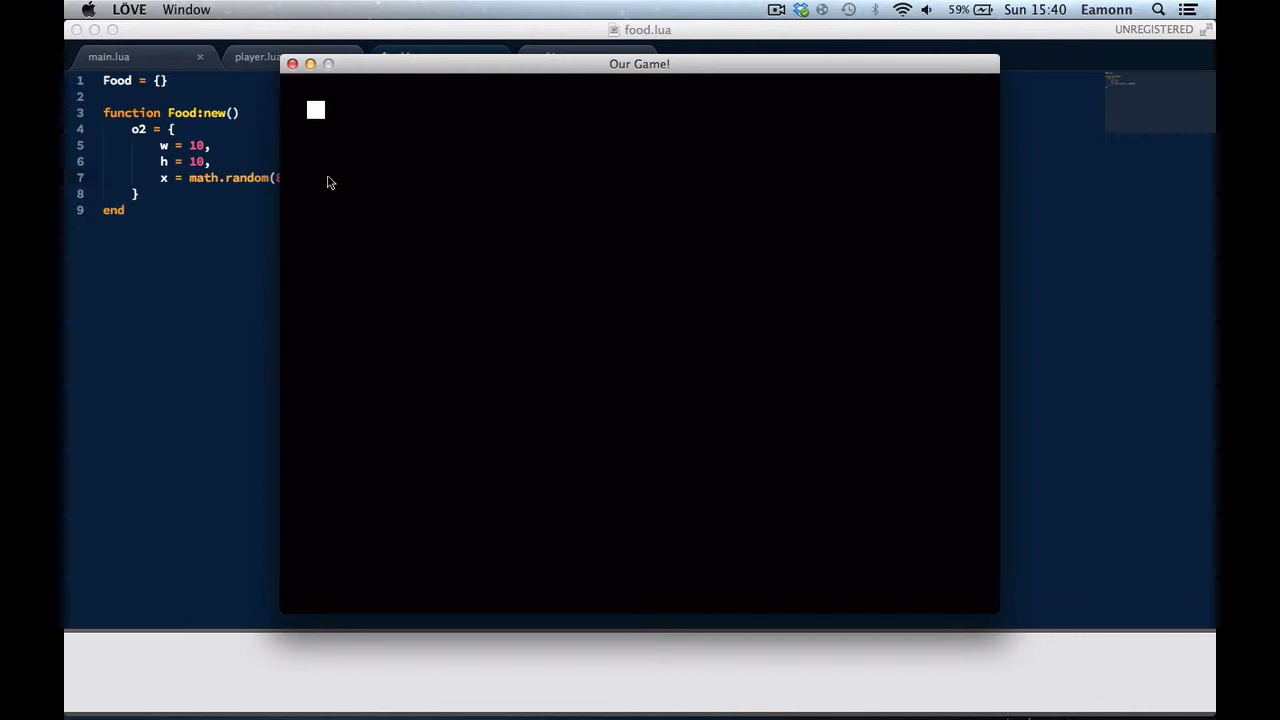 LÖVE Window 59% Sun 15:40 Eamonn
food.lua UNREGISTERED
main.lua × player.lua
Our Game!
1 Food = {}
2
3 function Food:new()
4 o2 = {
5 w = 10,
6 h = 10,
7 x = math.random(
8 }
9 end